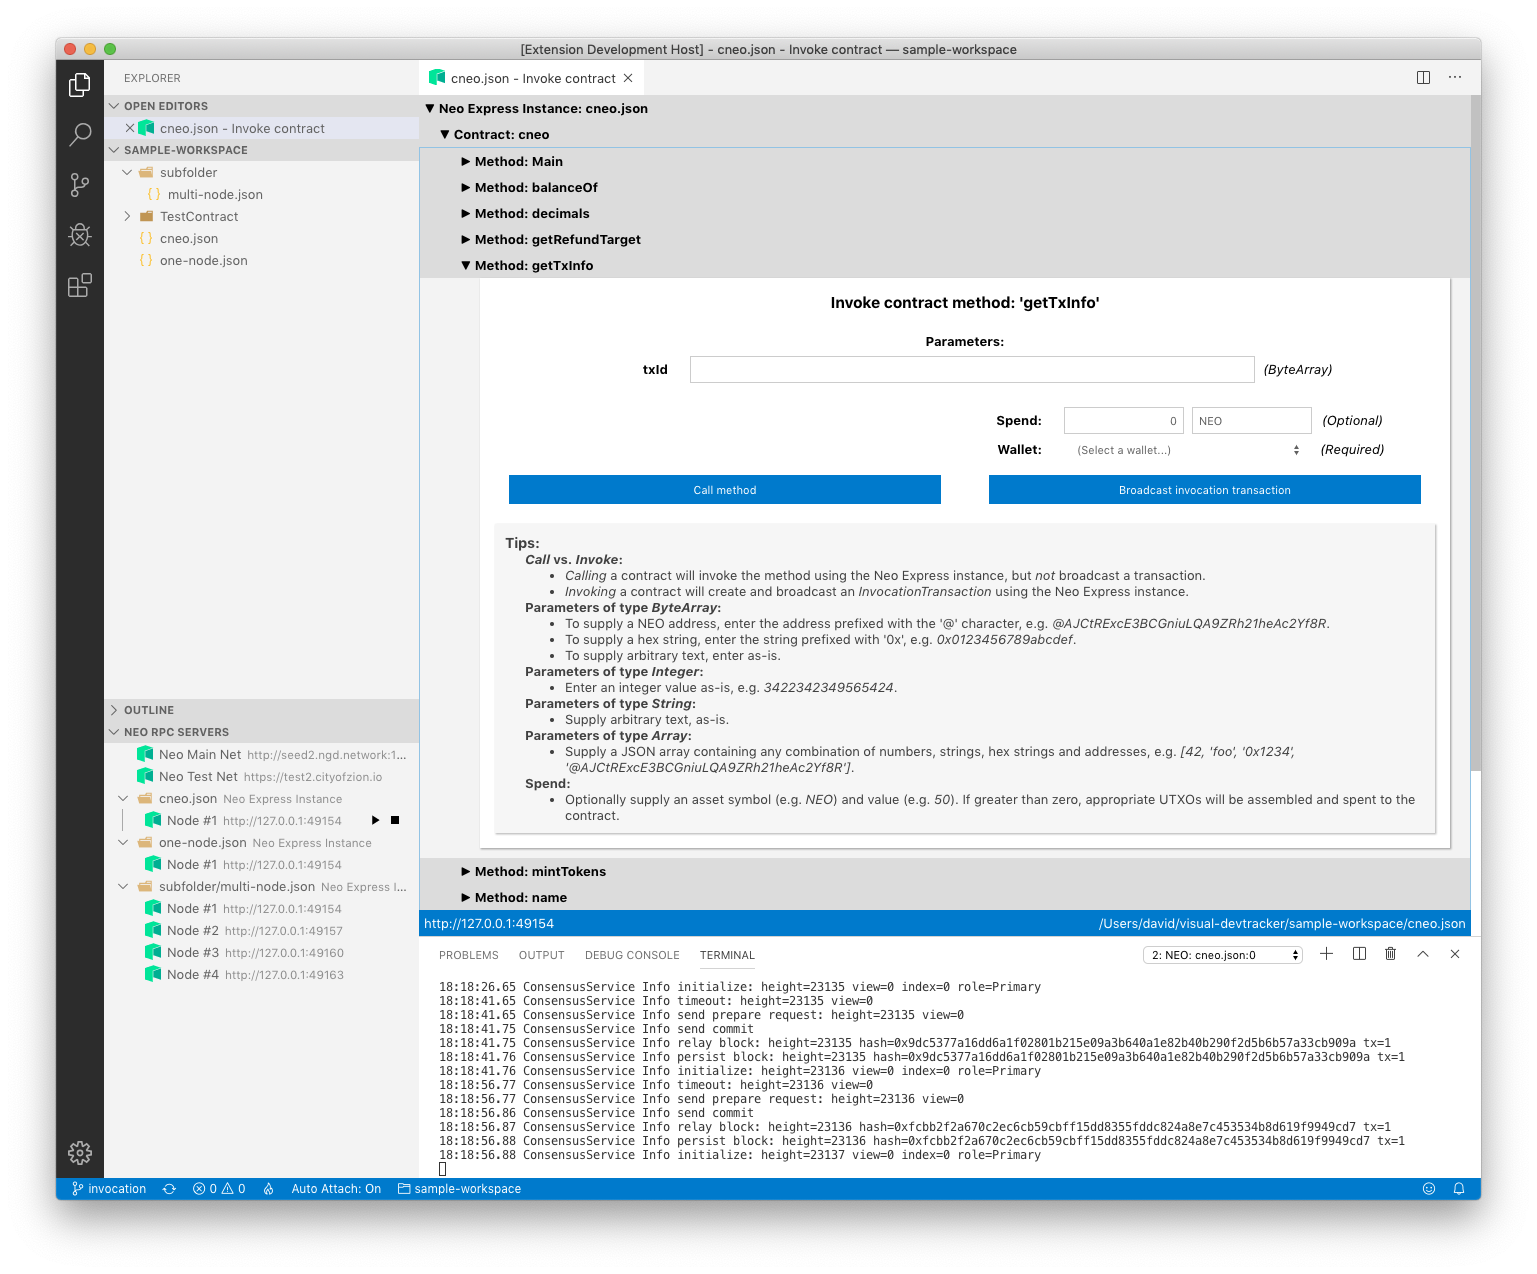 [Extension Development Host] - cneo.json - Invoke contract — sample-workspace
EXPLORER
OPEN EDITORS
cneo.json - Invoke contract
SAMPLE-WORKSPACE
subfolder
{ } multi-node.json
TestContract
{ } cneo.json
{ } one-node.json
OUTLINE
NEO RPC SERVERS
Neo Main Net http://seed2.ngd.network:1...
Neo Test Net https://test2.cityofzion.io
cneo.json Neo Express Instance
Node #1 http://127.0.0.1:49154
one-node.json Neo Express Instance
Node #1 http://127.0.0.1:49154
subfolder/multi-node.json Neo Express I...
Node #1 http://127.0.0.1:49154
Node #2 http://127.0.0.1:49157
Node #3 http://127.0.0.1:49160
Node #4 http://127.0.0.1:49163
cneo.json - Invoke contract
Neo Express Instance: cneo.json
Contract: cneo
Method: Main
Method: balanceOf
Method: decimals
Method: getRefundTarget
Method: getTxInfo
Invoke contract method: 'getTxInfo'
Parameters:
txId (ByteArray)
Spend: 0 NEO (Optional)
Wallet: (Select a wallet...) (Required)
Call method Broadcast invocation transaction
Tips:
Call vs. Invoke:
• Calling a contract will invoke the method using the Neo Express instance, but not broadcast a transaction.
• Invoking a contract will create and broadcast an InvocationTransaction using the Neo Express instance.
Parameters of type ByteArray:
• To supply a NEO address, enter the address prefixed with the '@' character, e.g. @AJCtRExcE3BCGniuLQA9ZRh21heAc2Yf8R.
• To supply a hex string, enter the string prefixed with '0x', e.g. 0x0123456789abcdef.
• To supply arbitrary text, enter as-is.
Parameters of type Integer:
• Enter an integer value as-is, e.g. 3422342349565424.
Parameters of type String:
• Supply arbitrary text, as-is.
Parameters of type Array:
• Supply a JSON array containing any combination of numbers, strings, hex strings and addresses, e.g. [42, 'foo', '0x1234',
'@AJCtRExcE3BCGniuLQA9ZRh21heAc2Yf8R'].
Spend:
• Optionally supply an asset symbol (e.g. NEO) and value (e.g. 50). If greater than zero, appropriate UTXOs will be assembled and spent to the
contract.
Method: mintTokens
Method: name
http://127.0.0.1:49154 /Users/david/visual-devtracker/sample-workspace/cneo.json
PROBLEMS OUTPUT DEBUG CONSOLE TERMINAL 2: NEO: cneo.json:0
18:18:26.65 ConsensusService Info initialize: height=23135 view=0 index=0 role=Primary
18:18:41.65 ConsensusService Info timeout: height=23135 view=0
18:18:41.65 ConsensusService Info send prepare request: height=23135 view=0
18:18:41.75 ConsensusService Info send commit
18:18:41.75 ConsensusService Info relay block: height=23135 hash=0x9dc5377a16dd6a1f02801b215e09a3b640a1e82b40b290f2d5b6b57a33cb909a tx=1
18:18:41.76 ConsensusService Info persist block: height=23135 hash=0x9dc5377a16dd6a1f02801b215e09a3b640a1e82b40b290f2d5b6b57a33cb909a tx=1
18:18:41.76 ConsensusService Info initialize: height=23136 view=0 index=0 role=Primary
18:18:56.77 ConsensusService Info timeout: height=23136 view=0
18:18:56.77 ConsensusService Info send prepare request: height=23136 view=0
18:18:56.86 ConsensusService Info send commit
18:18:56.87 ConsensusService Info relay block: height=23136 hash=0xfcbb2f2a670c2ec6cb59cbff15dd8355fddc824a8e7c453534b8d619f9949cd7 tx=1
18:18:56.88 ConsensusService Info persist block: height=23136 hash=0xfcbb2f2a670c2ec6cb59cbff15dd8355fddc824a8e7c453534b8d619f9949cd7 tx=1
18:18:56.88 ConsensusService Info initialize: height=23137 view=0 index=0 role=Primary
invocation 0 0 Auto Attach: On sample-workspace